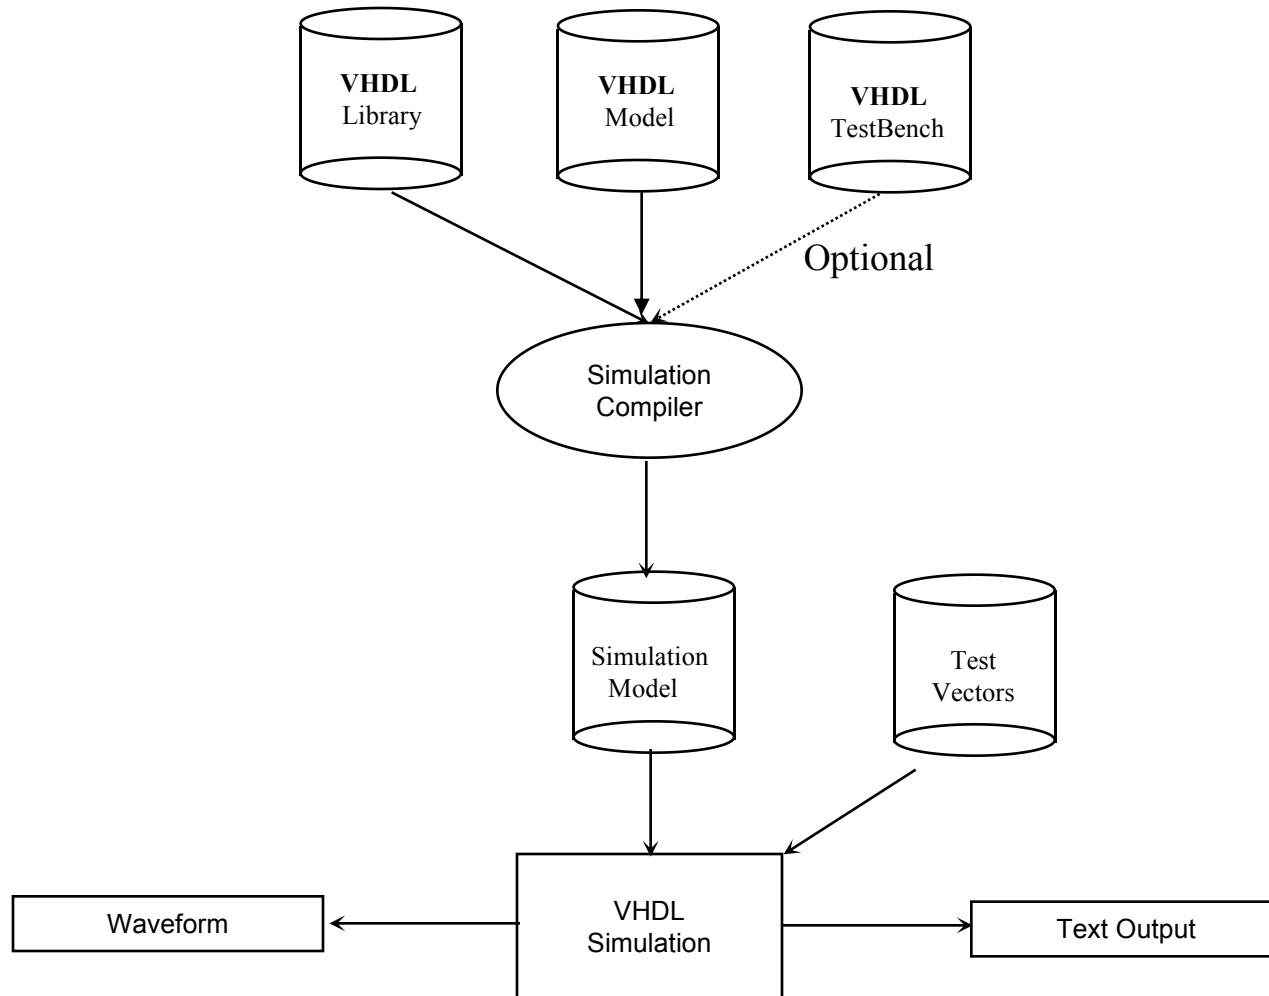 VHDL
Library
VHDL
Model
VHDL
TestBench
Optional
Simulation
Compiler
Simulation
Model
Test
Vectors
Waveform
VHDL
Simulation
Text Output